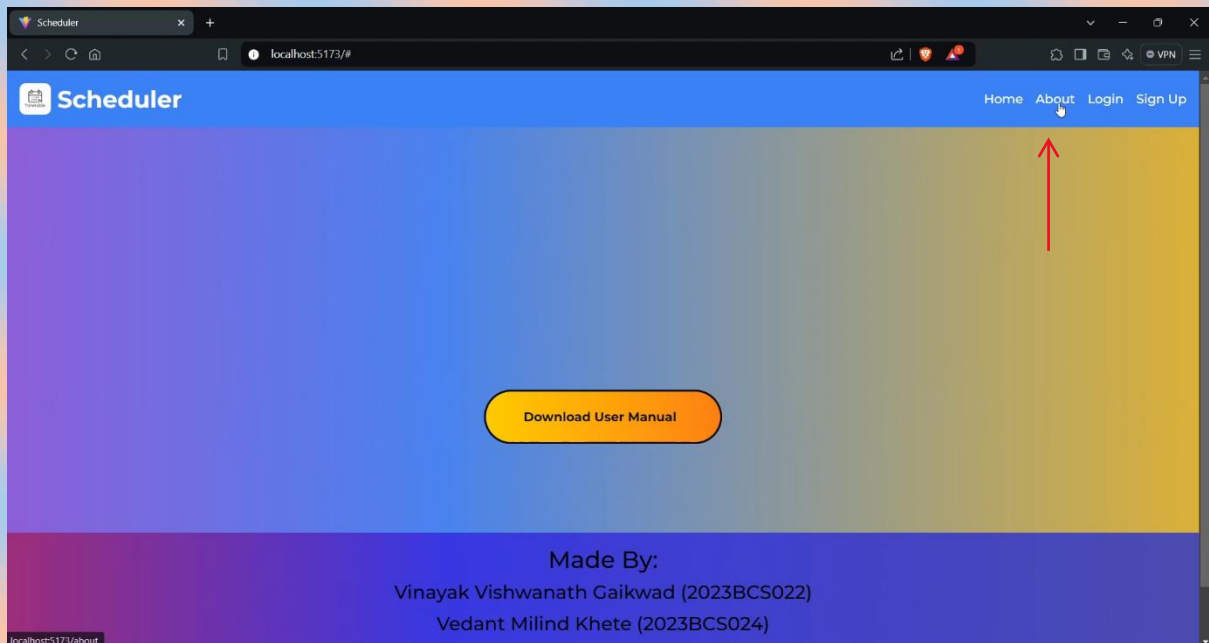 Scheduler
localhost:5173/#
VPN
Scheduler
Home About Login Sign Up
Download User Manual
Made By:
Vinayak Vishwanath Gaikwad (2023BCS022)
Vedant Milind Khete (2023BCS024)
localhost:5173/about